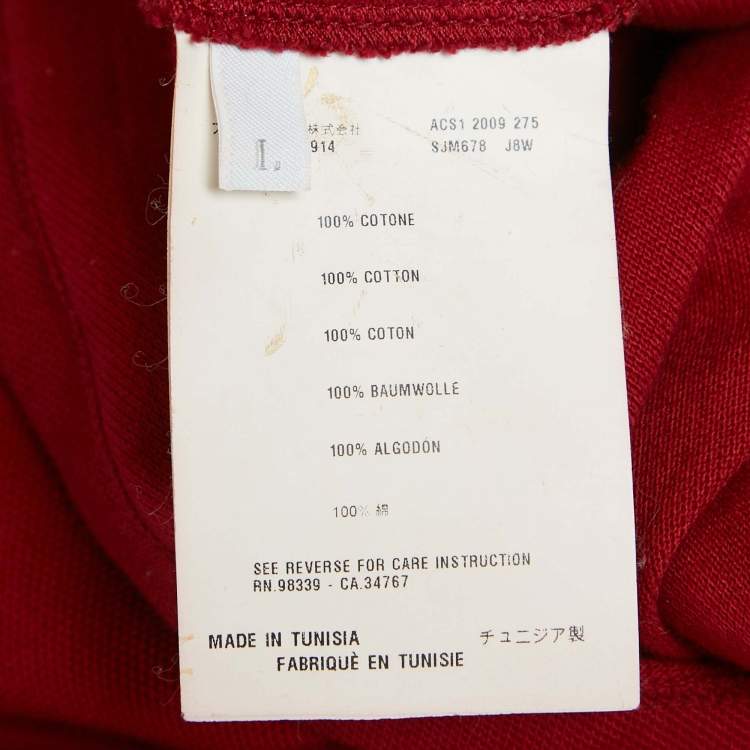 株式会社 ACS1 2009 275
914 SJM678 J8W
L
100% COTONE
100% COTTON
100% COTON
100% BAUMWOLLE
100% ALGODÓN
100% 綿
SEE REVERSE FOR CARE INSTRUCTION
RN.98339 - CA.34767
MADE IN TUNISIA チュニジア製
FABRIQUÈ EN TUNISIE